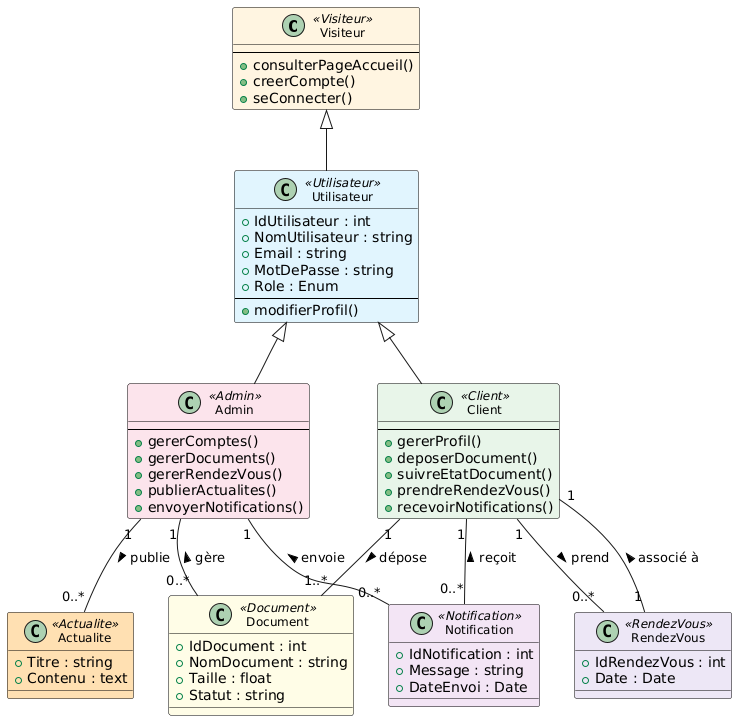 C «Visiteur»
Visiteur
consulterPageAccueil()
creerCompte()
seConnecter()
C «Utilisateur»
Utilisateur
IdUtilisateur : int
NomUtilisateur : string
Email : string
MotDePasse : string
Role : Enum
modifierProfil()
C «Admin»
Admin
gererComptes()
gererDocuments()
gererRendezVous()
publierActualites()
envoyerNotifications()
C «Client»
Client
gererProfil()
deposerDocument()
suivreEtatDocument()
prendreRendezVous()
recevoirNotifications()
1 publie 0..*
1 gère 0..*
1 envoie 0..*
1 dépose 1..*
1 reçoit 0..*
1 prend 0..*
1 associé à 1
C «Actualite»
Actualite
Titre : string
Contenu : text
C «Document»
Document
IdDocument : int
NomDocument : string
Taille : float
Statut : string
C «Notification»
Notification
IdNotification : int
Message : string
DateEnvoi : Date
C «RendezVous»
RendezVous
IdRendezVous : int
Date : Date